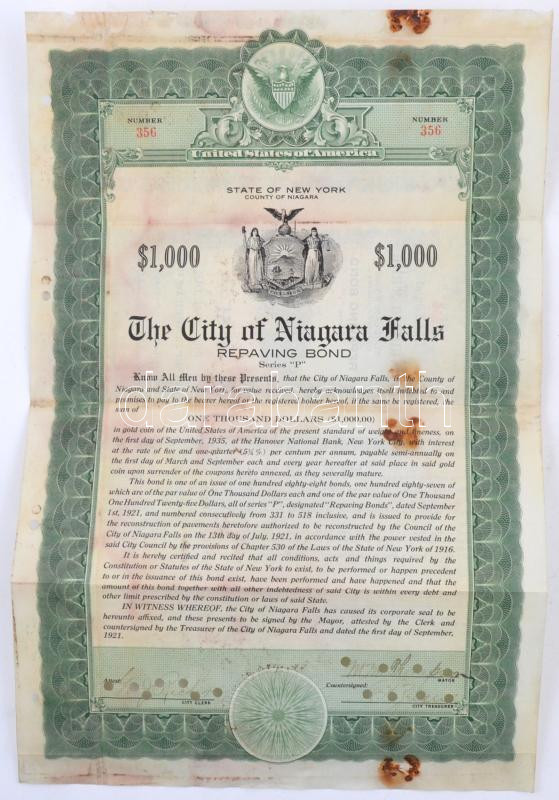 NUMBER
356
NUMBER
356
United States of America
STATE OF NEW YORK
COUNTY OF NIAGARA
$1,000
$1,000
The City of Niagara Falls
REPAVING BOND
Series "P"
Know All Men by these Presents, that the City of Niagara Falls, in the County of
Niagara and State of New York, for value received, hereby acknowledges itself indebted to and
promises to pay to the bearer hereof or the registered holder hereof, if the same be registered, the
sum of
ONE THOUSAND DOLLARS ($1,000.00)
in gold coin of the United States of America of the present standard of weight and fineness, on
the first day of September, 1935, at the Hanover National Bank, New York City, with interest
at the rate of five and one-quarter (5¼%) per centum per annum, payable semi-annually on
the first day of March and September each and every year hereafter at said place in said gold
coin upon surrender of the coupons hereto annexed, as they severally mature.
This bond is one of an issue of one hundred eighty-eight bonds, one hundred eighty-seven of
which are of the par value of One Thousand Dollars each and one of the par value of One Thousand
One Hundred Twenty-five Dollars, all of series "P", designated "Repaving Bonds", dated September
1st, 1921, and numbered consecutively from 331 to 518 inclusive, and is issued to provide for
the reconstruction of pavements heretofore authorized to be reconstructed by the Council of the
City of Niagara Falls on the 13th day of July, 1921, in accordance with the power vested in the
said City Council by the provisions of Chapter 530 of the Laws of the State of New York of 1916.
It is hereby certified and recited that all conditions, acts and things required by the
Constitution or Statutes of the State of New York to exist, to be performed or happen precedent
to or in the issuance of this bond exist, have been performed and have happened and that the
amount of this bond together with all other indebtedness of said City is within every debt and
other limit prescribed by the constitution or laws of said State.
IN WITNESS WHEREOF, the City of Niagara Falls has caused its corporate seal to be
hereunto affixed, and these presents to be signed by the Mayor, attested by the Clerk and
countersigned by the Treasurer of the City of Niagara Falls and dated the first day of September,
1921.
Attest:
CITY CLERK
MAYOR
Countersigned:
CITY TREASURER